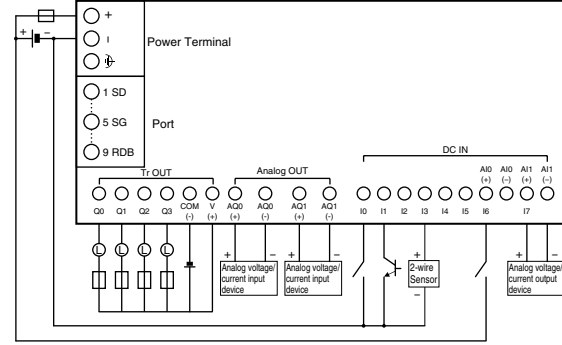 +
−
Power Terminal
+ −
1 SD
5 SG
Port
9 RDB
Tr OUT
Analog OUT
DC IN
AI0 AI0 AI1 AI1
(+) (−) (+) (−)
Q0 Q1 Q2 Q3 COM V AQ0 AQ0 AQ1 AQ1 I0 I1 I2 I3 I4 I5 I6 I7
(-) (+) (+) (-) (+) (-)
L L L L
+ − + − + + −
Analog voltage/
current input
device
Analog voltage/
current input
device
2-wire
Sensor
−
Analog voltage/
current output
device